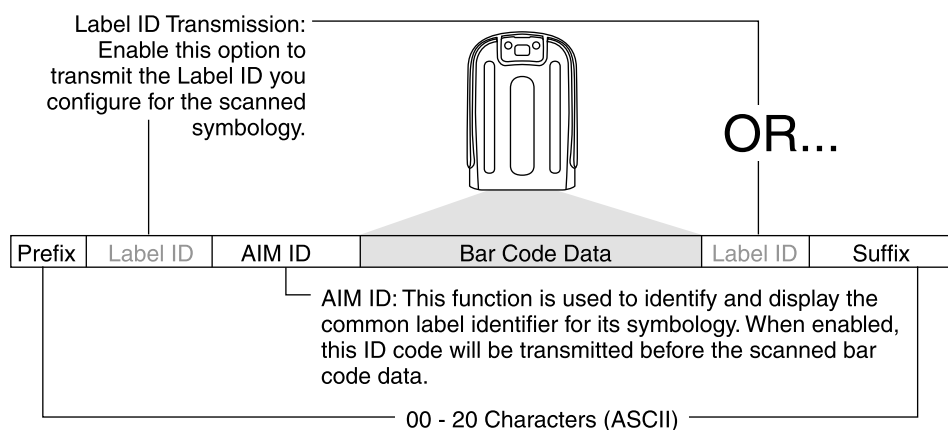 Label ID Transmission:
Enable this option to
transmit the Label ID you
configure for the scanned
symbology.
OR...
Prefix Label ID AIM ID Bar Code Data Label ID Suffix
AIM ID: This function is used to identify and display the
common label identifier for its symbology. When enabled,
this ID code will be transmitted before the scanned bar
code data.
00 - 20 Characters (ASCII)